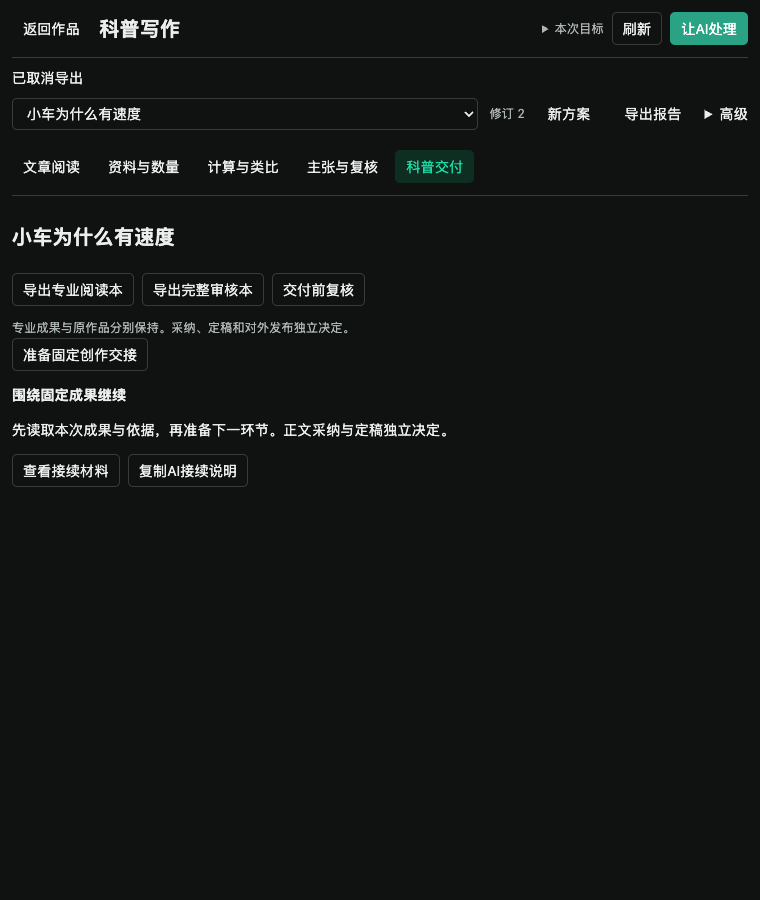 返回作品 科普写作 ▶ 本次目标 刷新 让AI处理
已取消导出
小车为什么有速度 修订 2 新方案 导出报告 ▶ 高级
文章阅读 资料与数量 计算与类比 主张与复核 科普交付
小车为什么有速度
导出专业阅读本 导出完整审核本 交付前复核
专业成果与原作品分别保持。采纳、定稿和对外发布独立决定。
准备固定创作交接
围绕固定成果继续
先读取本次成果与依据，再准备下一环节。正文采纳与定稿独立决定。
查看接续材料 复制AI接续说明